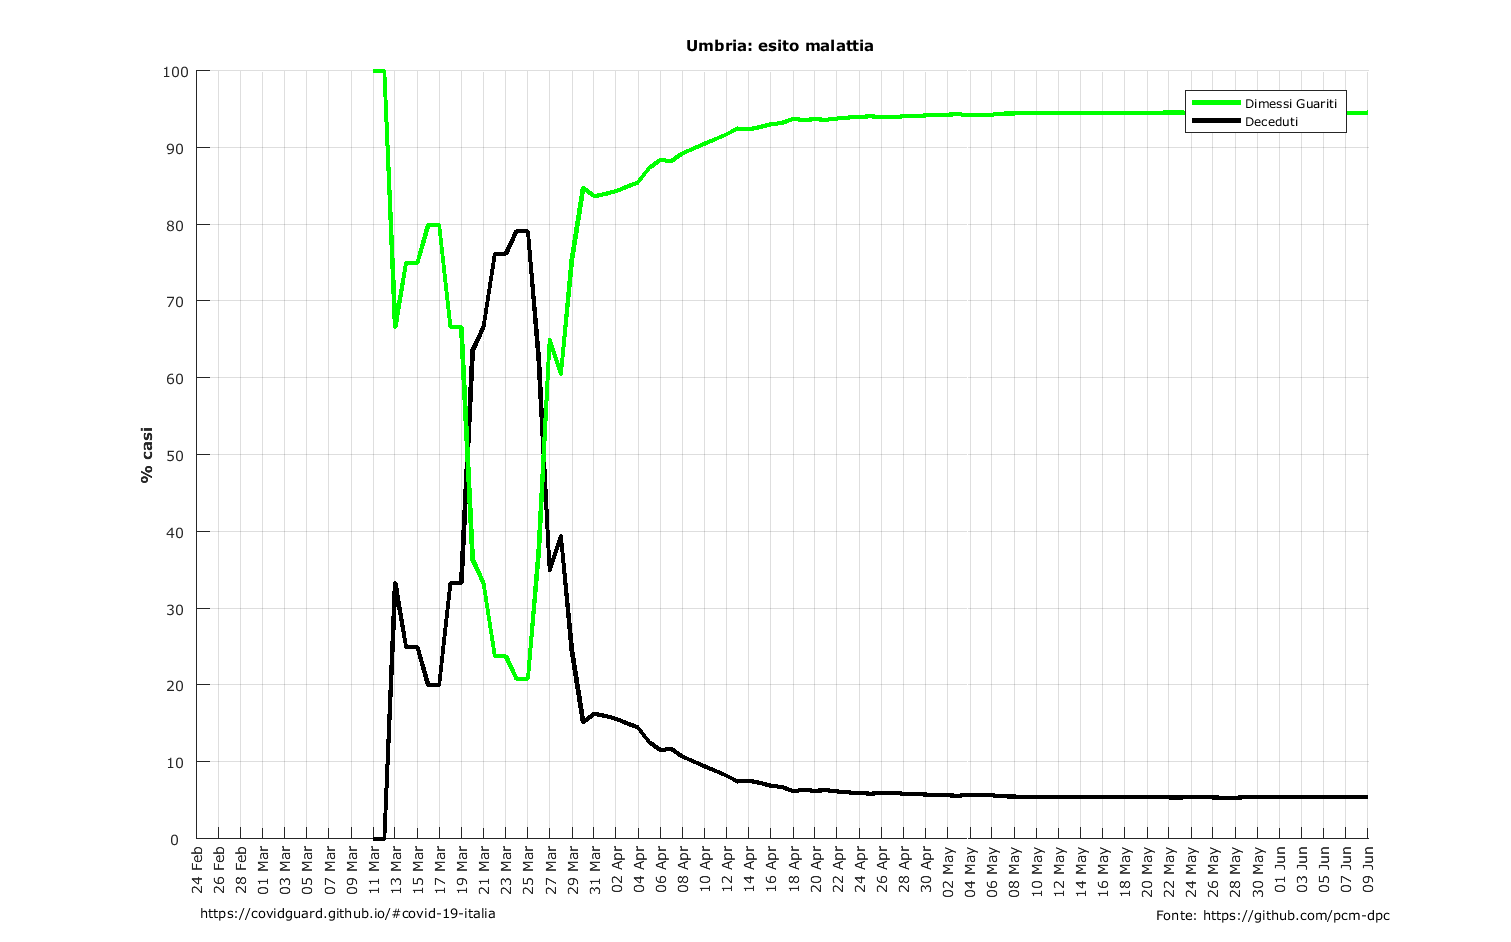 Umbria: esito malattia
Dimessi Guariti
Deceduti
% casi
100
90
80
70
60
50
40
30
20
10
0
24 Feb
26 Feb
28 Feb
01 Mar
03 Mar
05 Mar
07 Mar
09 Mar
11 Mar
13 Mar
15 Mar
17 Mar
19 Mar
21 Mar
23 Mar
25 Mar
27 Mar
29 Mar
31 Mar
02 Apr
04 Apr
06 Apr
08 Apr
10 Apr
12 Apr
14 Apr
16 Apr
18 Apr
20 Apr
22 Apr
24 Apr
26 Apr
28 Apr
30 Apr
02 May
04 May
06 May
08 May
10 May
12 May
14 May
16 May
18 May
20 May
22 May
24 May
26 May
28 May
30 May
01 Jun
03 Jun
05 Jun
07 Jun
09 Jun
https://covidguard.github.io/#covid-19-italia
Fonte: https://github.com/pcm-dpc